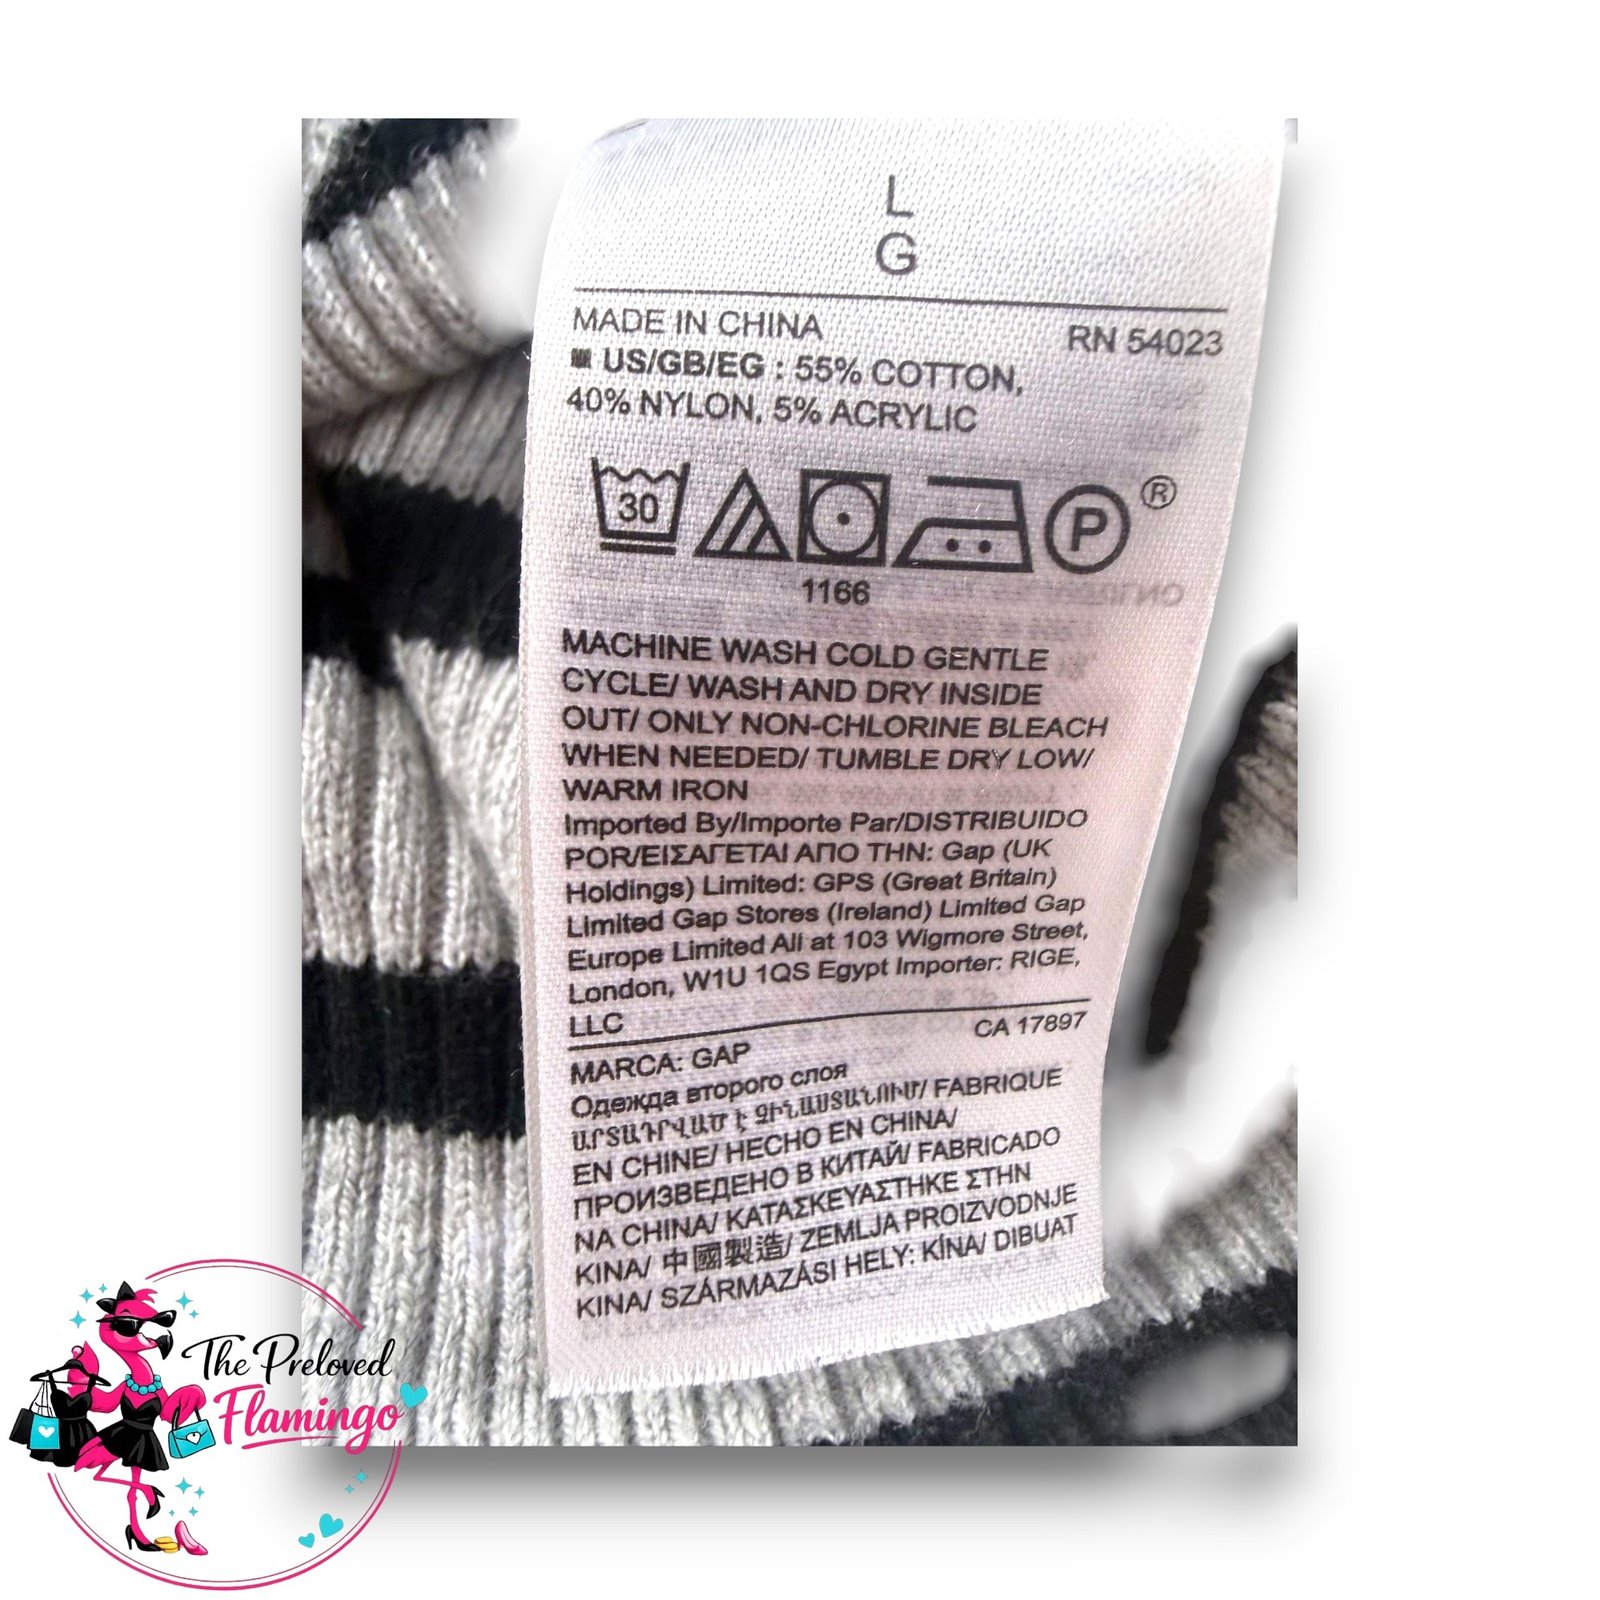 L
G
MADE IN CHINA
RN 54023
US/GB/EG : 55% COTTON,
40% NYLON, 5% ACRYLIC
30
P
®
1166
MACHINE WASH COLD GENTLE
CYCLE/ WASH AND DRY INSIDE
OUT/ ONLY NON-CHLORINE BLEACH
WHEN NEEDED/ TUMBLE DRY LOW/
WARM IRON
Imported By/Importe Par/DISTRIBUIDO
POR/ΕΙΣΑΓΕΤΑΙ ΑΠΟ ΤΗΝ: Gap (UK
Holdings) Limited: GPS (Great Britain)
Limited Gap Stores (Ireland) Limited Gap
Europe Limited All at 103 Wigmore Street,
London, W1U 1QS Egypt Importer: RIGE,
LLC
CA 17897
MARCA: GAP
Одежда второго слоя
ԱՐՏԱԴՐՎԱԾ Է ՉԻՆԱՍՏԱՆՈՒՄ/ FABRIQUE
EN CHINE/ HECHO EN CHINA/
ПРОИЗВЕДЕНО В КИТАЙ/ FABRICADO
NA CHINA/ ΚΑΤΑΣΚΕΥΑΣΤΗΚΕ ΣΤΗΝ
ΚΙΝΑ/ 中國製造/ ZEMLJA PROIZVODNJE
KINA/ SZÁRMAZÁSI HELY: KÍNA/ DIBUAT
The Preloved
Flamingo